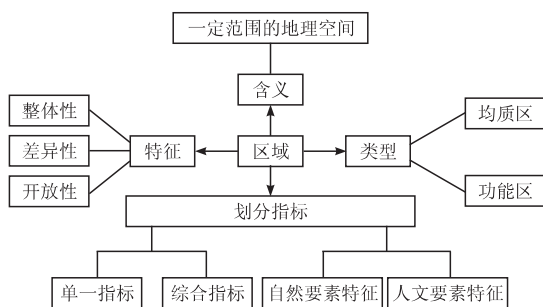 一定范围的地理空间
含义
整体性
差异性
开放性
特征
区域
类型
均质区
功能区
划分指标
单一指标
综合指标
自然要素特征
人文要素特征